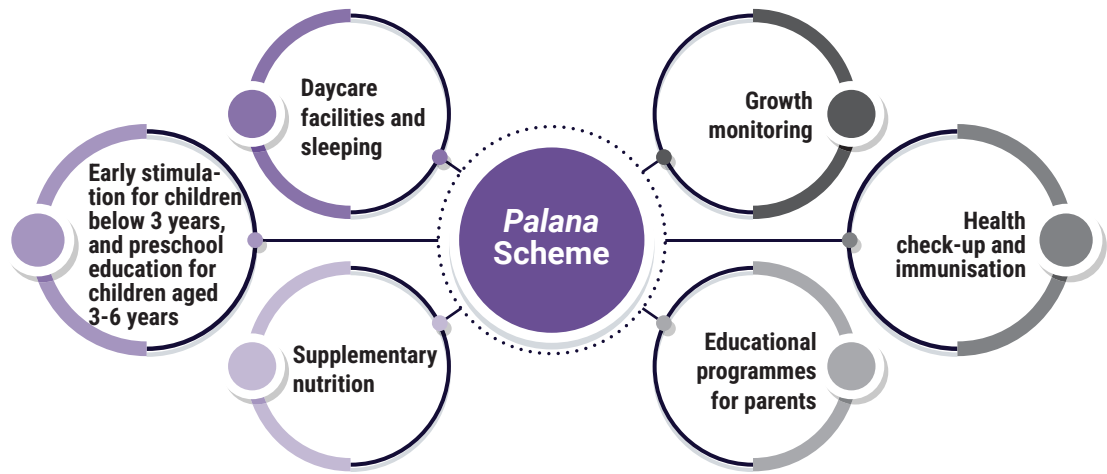 Daycare
facilities and
sleeping
Growth
monitoring
Early stimula-
tion for children
below 3 years,
and preschool
education for
children aged
3-6 years
Palana
Scheme
Health
check-up and
immunisation
Supplementary
nutrition
Educational
programmes
for parents